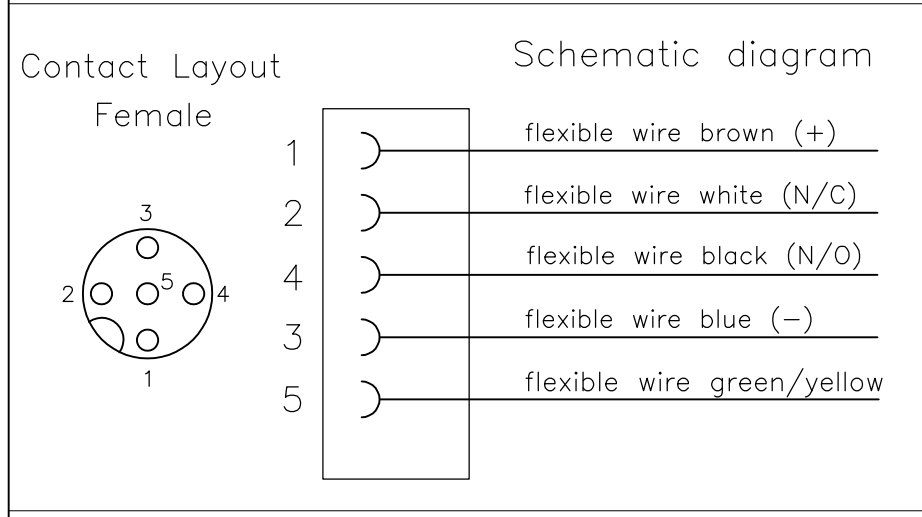 Contact Layout
Female
3
2
5
4
1
Schematic diagram
1 flexible wire brown (+)
2 flexible wire white (N/C)
4 flexible wire black (N/O)
3 flexible wire blue (−)
5 flexible wire green/yellow